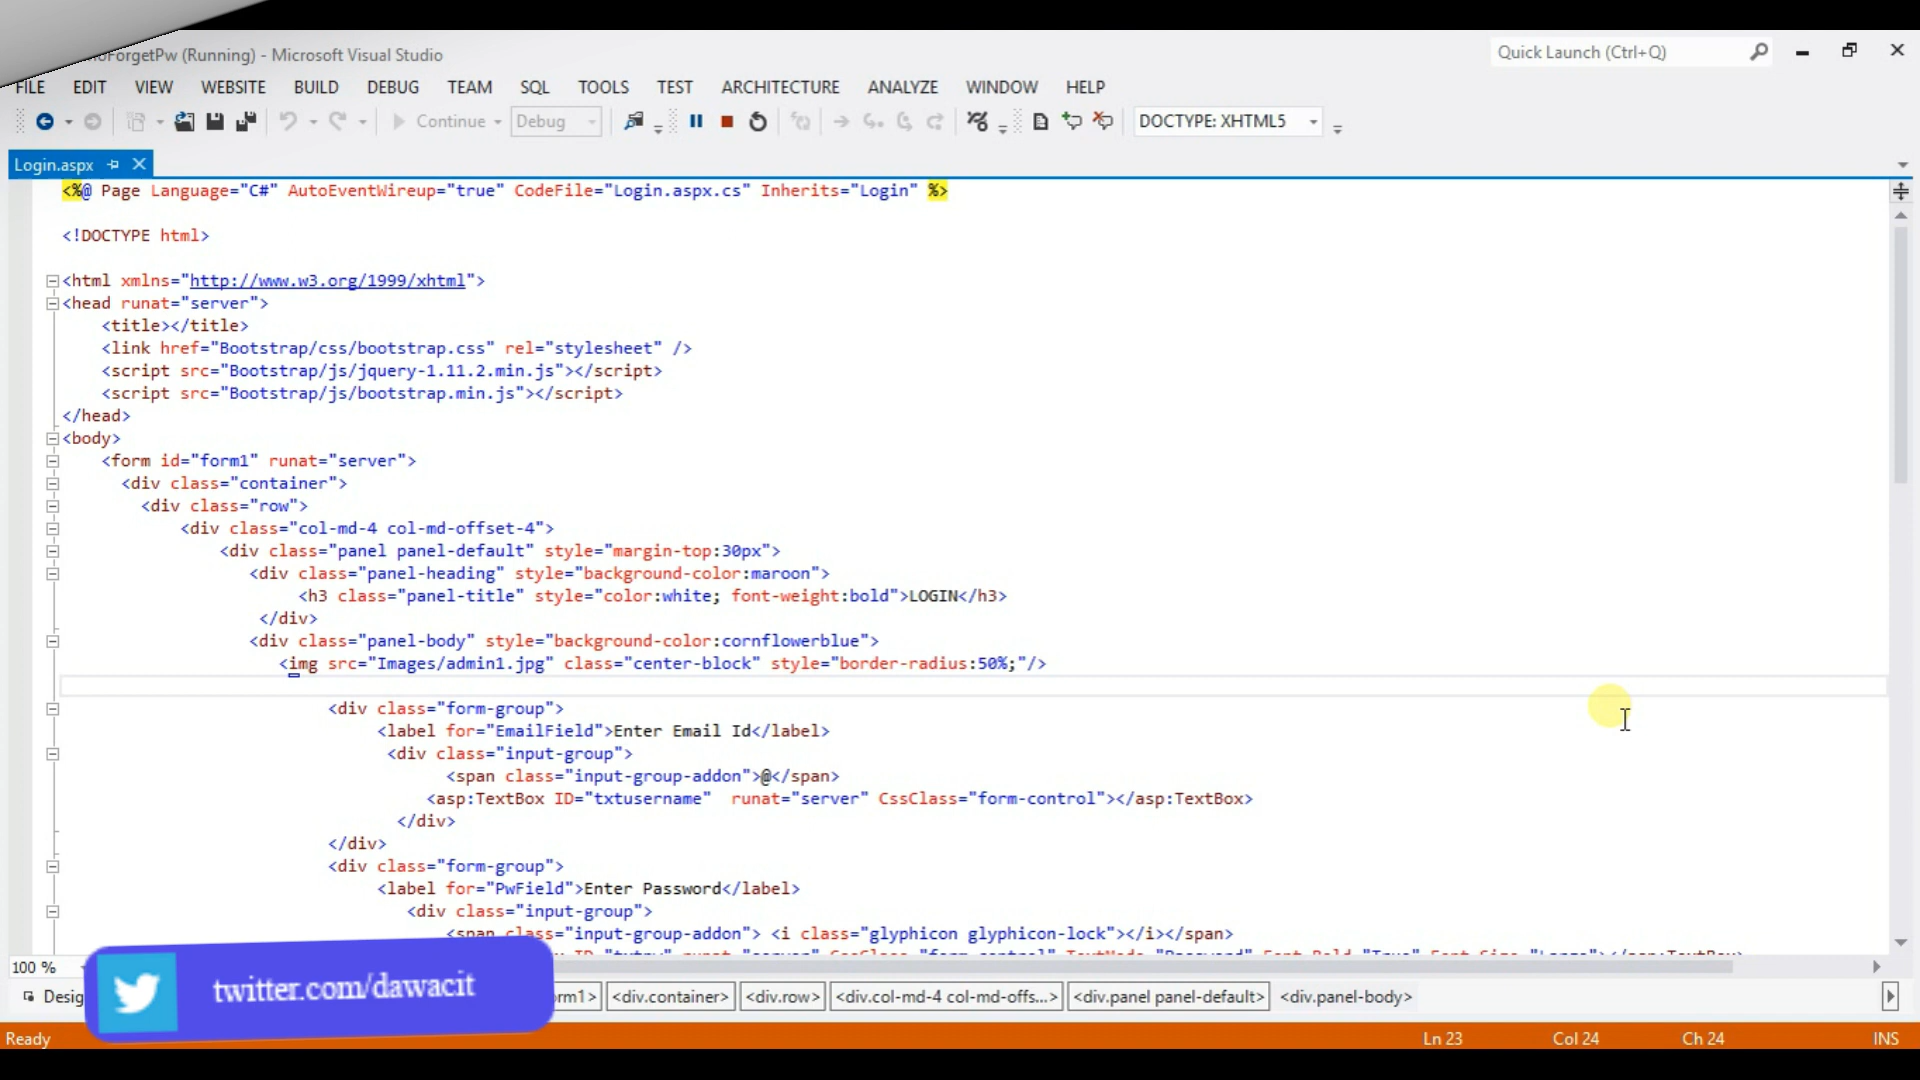 ForgetPw (Running) - Microsoft Visual Studio
Quick Launch (Ctrl+Q)
FILE EDIT VIEW WEBSITE BUILD DEBUG TEAM SQL TOOLS TEST ARCHITECTURE ANALYZE WINDOW HELP
Continue Debug DOCTYPE: XHTML5
Login.aspx
<%@ Page Language="C#" AutoEventWireup="true" CodeFile="Login.aspx.cs" Inherits="Login" %>
<!DOCTYPE html>
<html xmlns="http://www.w3.org/1999/xhtml">
<head runat="server">
<title></title>
<link href="Bootstrap/css/bootstrap.css" rel="stylesheet" />
<script src="Bootstrap/js/jquery-1.11.2.min.js"></script>
<script src="Bootstrap/js/bootstrap.min.js"></script>
</head>
<body>
<form id="form1" runat="server">
<div class="container">
<div class="row">
<div class="col-md-4 col-md-offset-4">
<div class="panel panel-default" style="margin-top:30px">
<div class="panel-heading" style="background-color:maroon">
<h3 class="panel-title" style="color:white; font-weight:bold">LOGIN</h3>
</div>
<div class="panel-body" style="background-color:cornflowerblue">
<img src="Images/admin1.jpg" class="center-block" style="border-radius:50%;"/>
<div class="form-group">
<label for="EmailField">Enter Email Id</label>
<div class="input-group">
<span class="input-group-addon">@</span>
<asp:TextBox ID="txtusername" runat="server" CssClass="form-control"></asp:TextBox>
</div>
</div>
<div class="form-group">
<label for="PwField">Enter Password</label>
<div class="input-group">
<span class="input-group-addon"> <i class="glyphicon glyphicon-lock"></i></span>
100 %
Desig
<div.container> <div.row> <div.col-md-4 col-md-offs...> <div.panel panel-default> <div.panel-body>
twitter.com/dawacit
Ready Ln 23 Col 24 Ch 24 INS